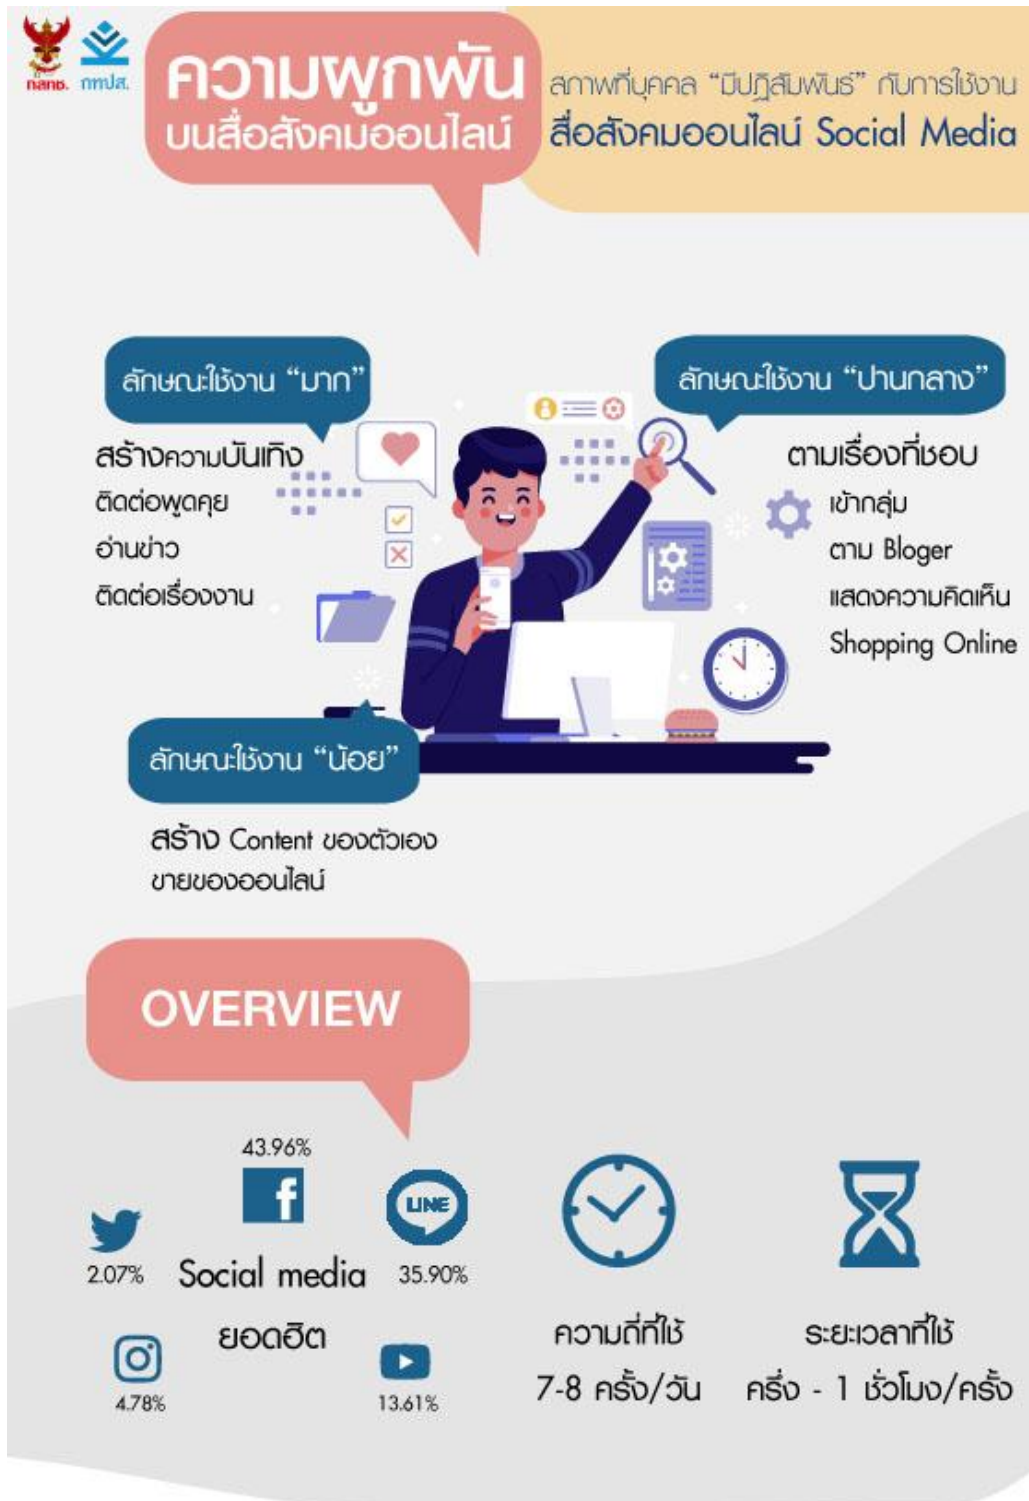 กสทช.
กทปส.
ความผูกพัน
บนสื่อสังคมออนไลน์
สภาพที่บุคคล “มีปฏิสัมพันธ์” กับการใช้งาน
สื่อสังคมออนไลน์ Social Media
ลักษณะใช้งาน “มาก”
สร้างความบันเทิง
ติดต่อพูดคุย
อ่านข่าว
ติดต่อเรื่องงาน
ลักษณะใช้งาน “ปานกลาง”
ตามเรื่องที่ชอบ
เข้ากลุ่ม
ตาม Bloger
แสดงความคิดเห็น
Shopping Online
ลักษณะใช้งาน “น้อย”
สร้าง Content ของตัวเอง
ขายของออนไลน์
OVERVIEW
43.96%
LINE
2.07%
Social media
35.90%
ยอดฮิต
4.78%
13.61%
ความถี่ที่ใช้
7-8 ครั้ง/วัน
ระยะเวลาที่ใช้
ครึ่ง - 1 ชั่วโมง/ครั้ง